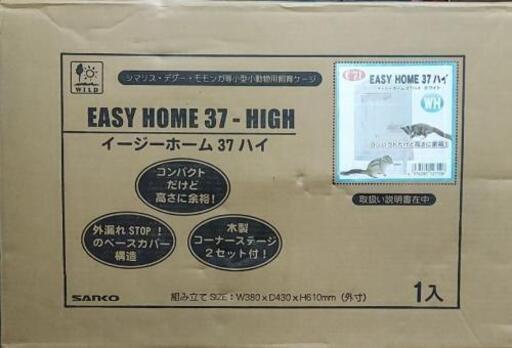 WILD
シマリス・デグー・モモンガ等小型小動物用飼育ケージ
EASY HOME 37 - HIGH
イージーホーム 37 ハイ
EASY HOME 37 ハイ
WH
コンパクト
だけど
高さに余裕！
取扱い説明書在中
外漏れ STOP！
のベースカバー
構造
木製
コーナーステージ
2セット付！
SANKO
組み立て SIZE：W380 x D430 x H610mm（外寸）
1入